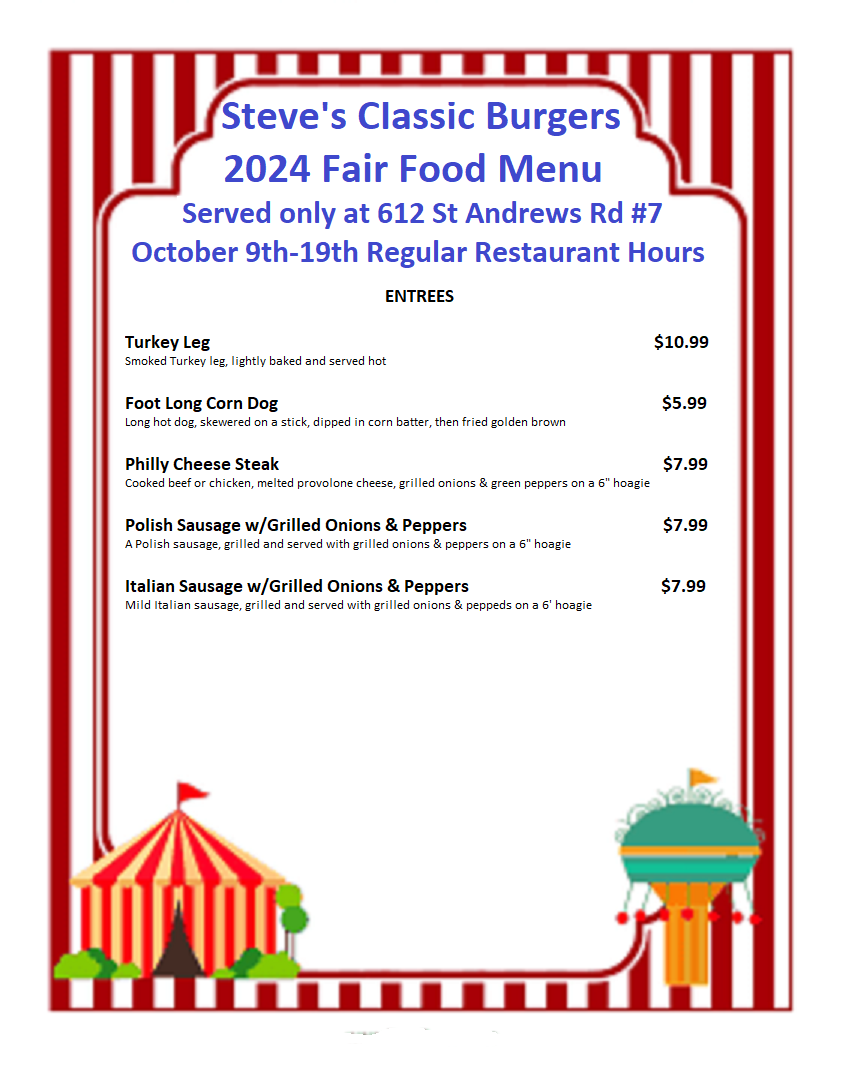 Steve's Classic Burgers
2024 Fair Food Menu
Served only at 612 St Andrews Rd #7
October 9th-19th Regular Restaurant Hours
ENTREES
Turkey Leg $10.99
Smoked Turkey leg, lightly baked and served hot
Foot Long Corn Dog $5.99
Long hot dog, skewered on a stick, dipped in corn batter, then fried golden brown
Philly Cheese Steak $7.99
Cooked beef or chicken, melted provolone cheese, grilled onions & green peppers on a 6" hoagie
Polish Sausage w/Grilled Onions & Peppers $7.99
A Polish sausage, grilled and served with grilled onions & peppers on a 6" hoagie
Italian Sausage w/Grilled Onions & Peppers $7.99
Mild Italian sausage, grilled and served with grilled onions & toppeds on a 6' hoagie